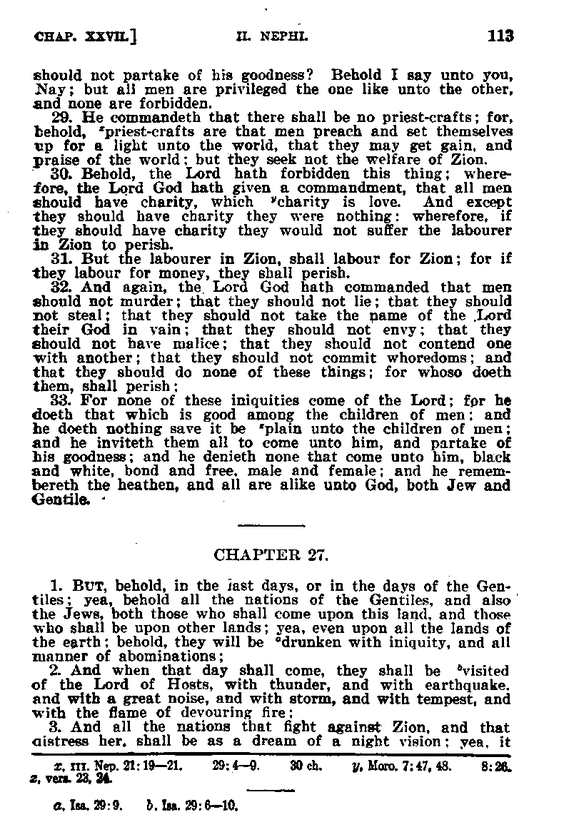 CHAP. XXVII.] II. NEPHI. 113
should not partake of his goodness? Behold I say unto you,
Nay; but all men are privileged the one like unto the other,
and none are forbidden.
29. He commandeth that there shall be no priest-crafts; for,
behold, ˣpriest-crafts are that men preach and set themselves
up for a light unto the world, that they may get gain, and
praise of the world; but they seek not the welfare of Zion.
30. Behold, the Lord hath forbidden this thing; where-
fore, the Lord God hath given a commandment, that all men
should have charity, which ʸcharity is love. And except
they should have charity they were nothing: wherefore, if
they should have charity they would not suffer the labourer
in Zion to perish.
31. But the labourer in Zion, shall labour for Zion; for if
they labour for money, they shall perish.
32. And again, the Lord God hath commanded that men
should not murder; that they should not lie; that they should
not steal; that they should not take the name of the Lord
their God in vain; that they should not envy; that they
should not have malice; that they should not contend one
with another; that they should not commit whoredoms; and
that they should do none of these things; for whoso doeth
them, shall perish;
33. For none of these iniquities come of the Lord; for he
doeth that which is good among the children of men; and
he doeth nothing save it be ᶻplain unto the children of men;
and he inviteth them all to come unto him, and partake of
his goodness; and he denieth none that come unto him, black
and white, bond and free, male and female; and he remem-
bereth the heathen, and all are alike unto God, both Jew and
Gentile.
CHAPTER 27.
1. BUT, behold, in the last days, or in the days of the Gen-
tiles; yea, behold all the nations of the Gentiles, and also
the Jews, both those who shall come upon this land, and those
who shall be upon other lands; yea, even upon all the lands of
the earth; behold, they will be ᵃdrunken with iniquity, and all
manner of abominations;
2. And when that day shall come, they shall be ᵇvisited
of the Lord of Hosts, with thunder, and with earthquake,
and with a great noise, and with storm, and with tempest, and
with the flame of devouring fire;
3. And all the nations that fight against Zion, and that
distress her, shall be as a dream of a night vision; yea, it
x, III. Nep. 21:19—21. 29:4—9. 30 ch. y, Moro. 7:47, 48. 8:26.
z, vers. 23, 24.
a, Isa. 29:9. b. Isa. 29:6—10.